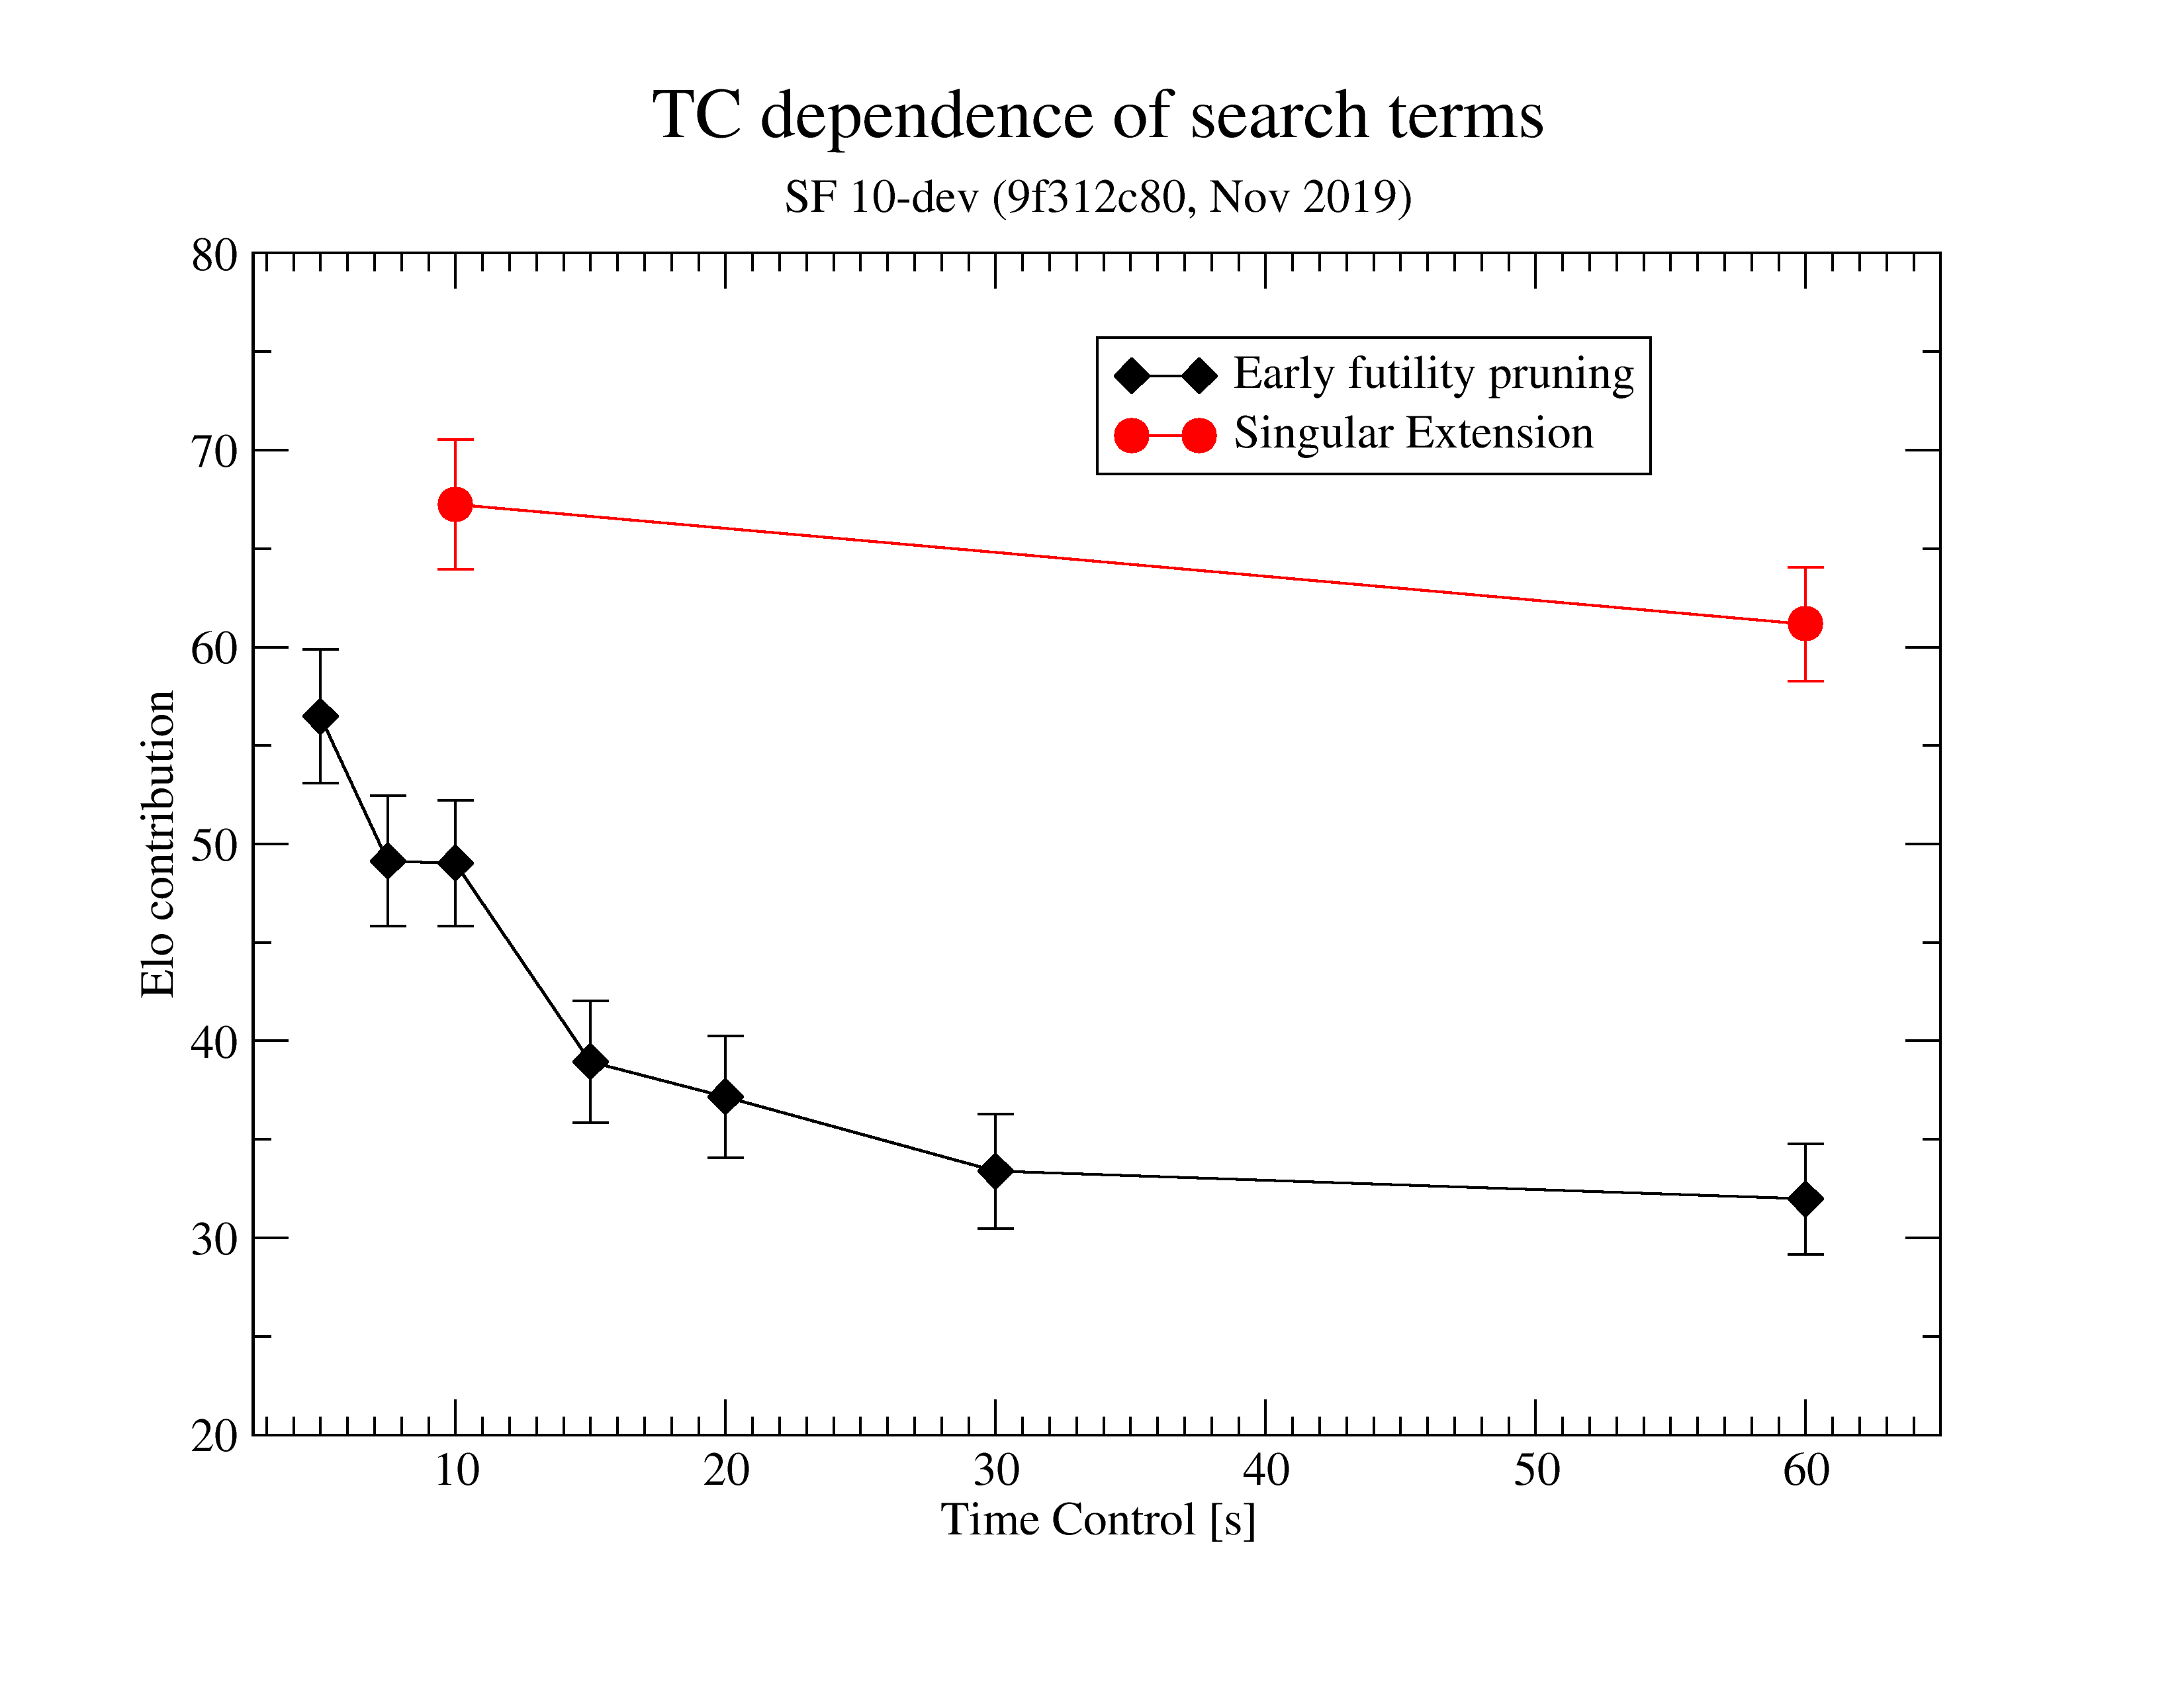 TC dependence of search terms
SF 10-dev (9f312c80, Nov 2019)
80
70
60
50
40
30
20
Elo contribution
Early futility pruning
Singular Extension
10 20 30 40 50 60
Time Control [s]